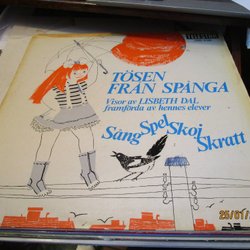 TÖSEN
FRÅN SPÅNGA
Visor av LISBETH DAL
framförda av hennes elever
Sång Spel Skoj Skratt